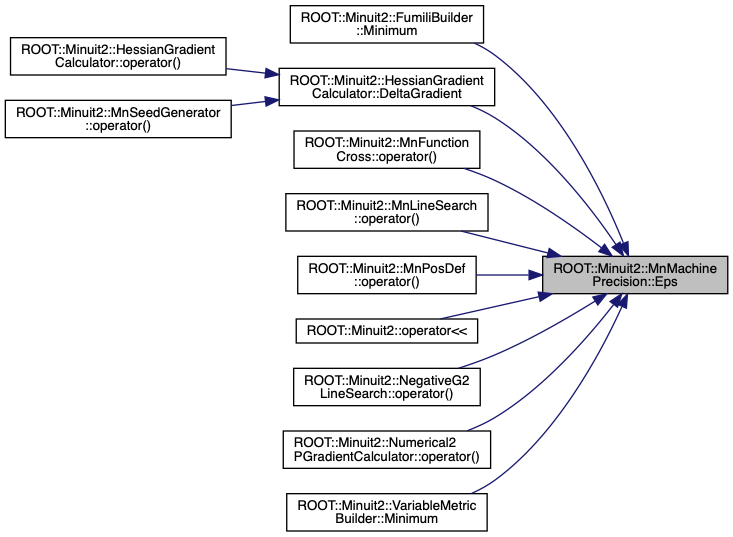 ROOT::Minuit2::FumiliBuilder
::Minimum
ROOT::Minuit2::HessianGradient
Calculator::operator()
ROOT::Minuit2::HessianGradient
Calculator::DeltaGradient
ROOT::Minuit2::MnSeedGenerator
::operator()
ROOT::Minuit2::MnFunction
Cross::operator()
ROOT::Minuit2::MnLineSearch
::operator()
ROOT::Minuit2::MnPosDef
::operator()
ROOT::Minuit2::MnMachine
Precision::Eps
ROOT::Minuit2::operator<<
ROOT::Minuit2::NegativeG2
LineSearch::operator()
ROOT::Minuit2::Numerical2
PGradientCalculator::operator()
ROOT::Minuit2::VariableMetric
Builder::Minimum